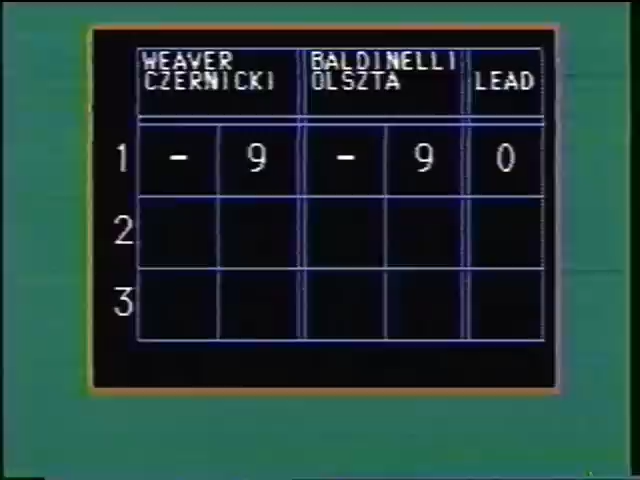 WEAVER BALDINELLI
CZERNICKI OLSZTA LEAD
1 - 9 - 9 0
2
3